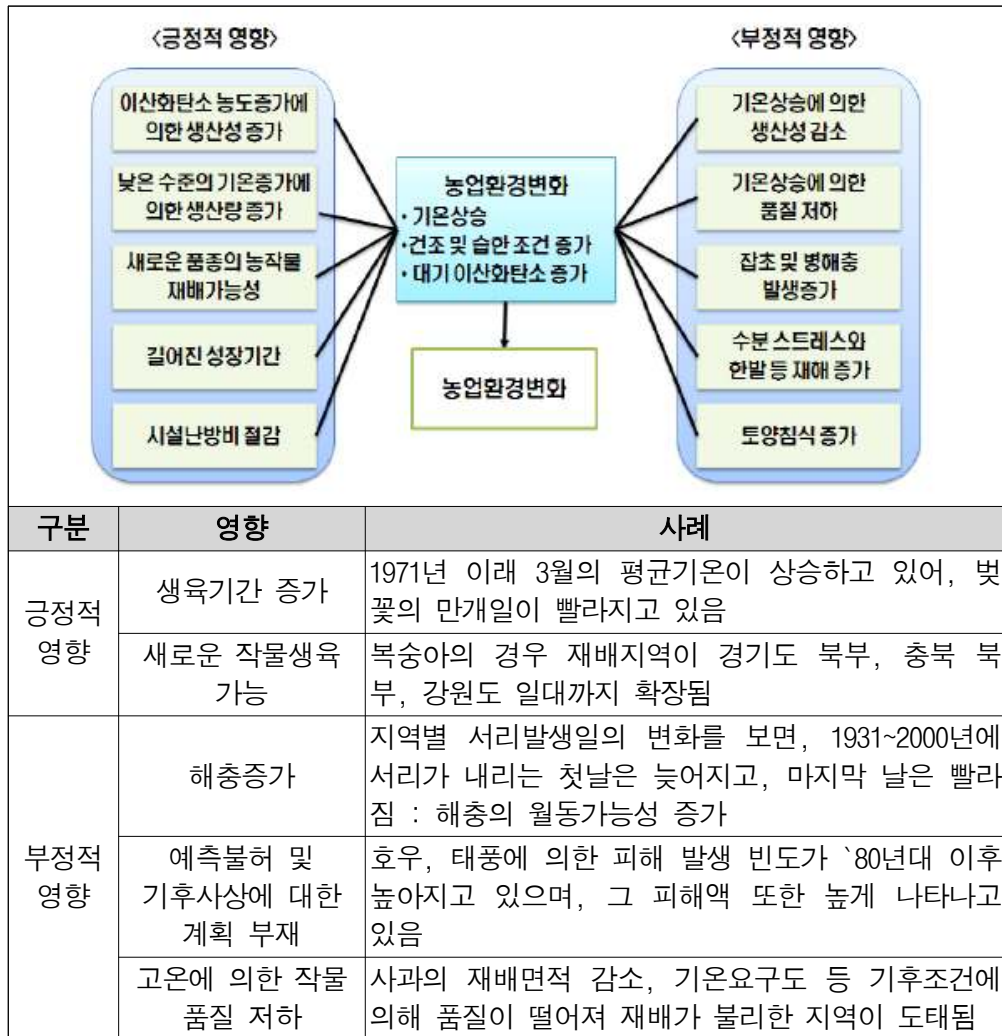 <긍정적 영향>
이산화탄소 농도증가에
의한 생산성 증가
낮은 수준의 기온증가에
의한 생산량 증가
새로운 품종의 농작물
재배가능성
길어진 성장기간
시설난방비 절감
농업환경변화
· 기온상승
·건조 및 습한 조건 증가
· 대기 이산화탄소 증가
농업환경변화
<부정적 영향>
기온상승에 의한
생산성 감소
기온상승에 의한
품질 저하
잡초 및 병해충
발생증가
수분 스트레스와
한발 등 재해 증가
토양침식 증가
구분 영향 사례
긍정적
영향
생육기간 증가
1971년 이래 3월의 평균기온이 상승하고 있어, 벚
꽃의 만개일이 빨라지고 있음
새로운 작물생육
가능
복숭아의 경우 재배지역이 경기도 북부, 충북 북
부, 강원도 일대까지 확장됨
부정적
영향
해충증가
지역별 서리발생일의 변화를 보면, 1931~2000년에
서리가 내리는 첫날은 늦어지고, 마지막 날은 빨라
짐 : 해충의 월동가능성 증가
예측불허 및
기후사상에 대한
계획 부재
호우, 태풍에 의한 피해 발생 빈도가 `80년대 이후
높아지고 있으며, 그 피해액 또한 높게 나타나고
있음
고온에 의한 작물
품질 저하
사과의 재배면적 감소, 기온요구도 등 기후조건에
의해 품질이 떨어져 재배가 불리한 지역이 도태됨